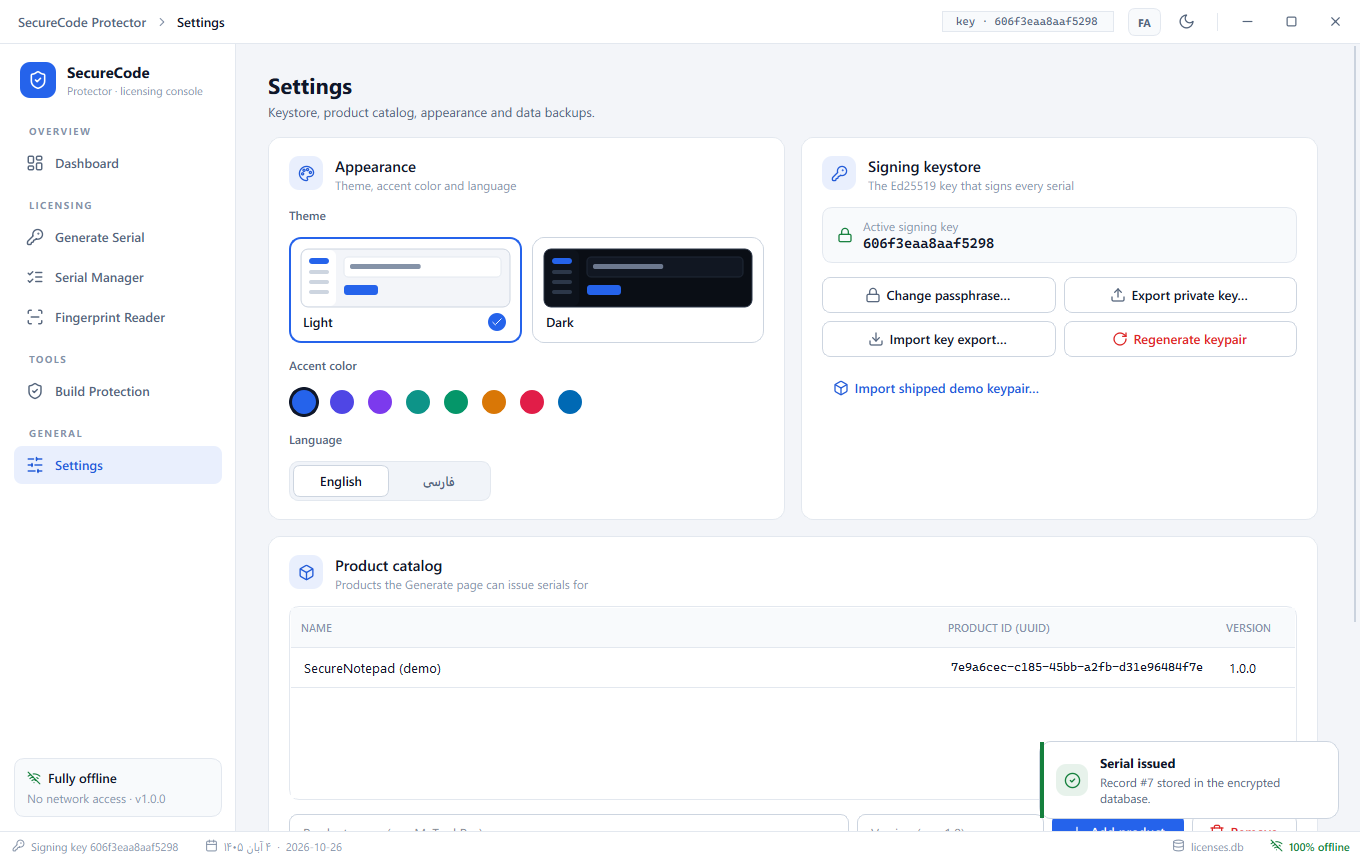 SecureCode Protector > Settings
key · 606f3eaa8aaf5298
FA
SecureCode
Protector · licensing console
OVERVIEW
Dashboard
LICENSING
Generate Serial
Serial Manager
Fingerprint Reader
TOOLS
Build Protection
GENERAL
Settings
Fully offline
No network access · v1.0.0
Settings
Keystore, product catalog, appearance and data backups.
Appearance
Theme, accent color and language
Theme
Light
Dark
Accent color
Language
English
فارسی
Signing keystore
The Ed25519 key that signs every serial
Active signing key
606f3eaa8aaf5298
Change passphrase...
Export private key...
Import key export...
Regenerate keypair
Import shipped demo keypair...
Product catalog
Products the Generate page can issue serials for
NAME PRODUCT ID (UUID) VERSION
SecureNotepad (demo) 7e9a6cec-c185-45bb-a2fb-d31e96484f7e 1.0.0
Serial issued
Record #7 stored in the encrypted
database.
Add product
Remove
Signing key 606f3eaa8aaf5298
۴ آبان ۱۴۰۵ · 2026-10-26
licenses.db
100% offline